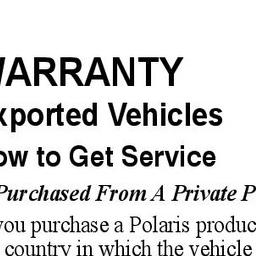 WARRANTY
xported Vehicles
ow to Get Service
Purchased From A Private P
you purchase a Polaris produc
country in which the vehicle